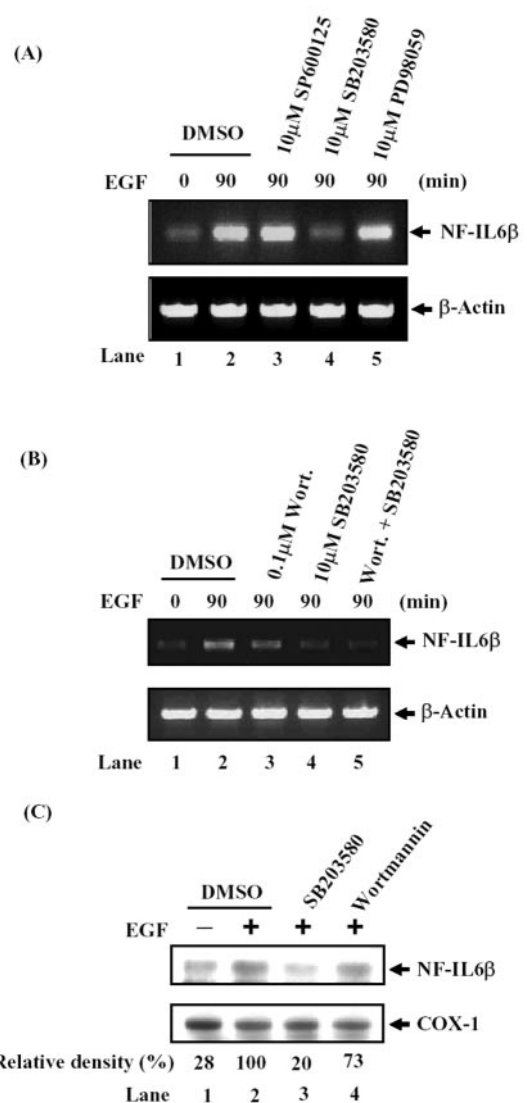 (A)
10μM SP600125
10μM SB203580
10μM PD98059
DMSO
EGF 0 90 90 90 90 (min)
NF-IL6β
β-Actin
Lane 1 2 3 4 5
(B)
0.1μM Wort.
10μM SB203580
Wort. + SB203580
DMSO
EGF 0 90 90 90 90 (min)
NF-IL6β
β-Actin
Lane 1 2 3 4 5
(C)
SB203580
Wortmannin
DMSO
EGF − + + +
NF-IL6β
COX-1
Relative density (%) 28 100 20 73
Lane 1 2 3 4